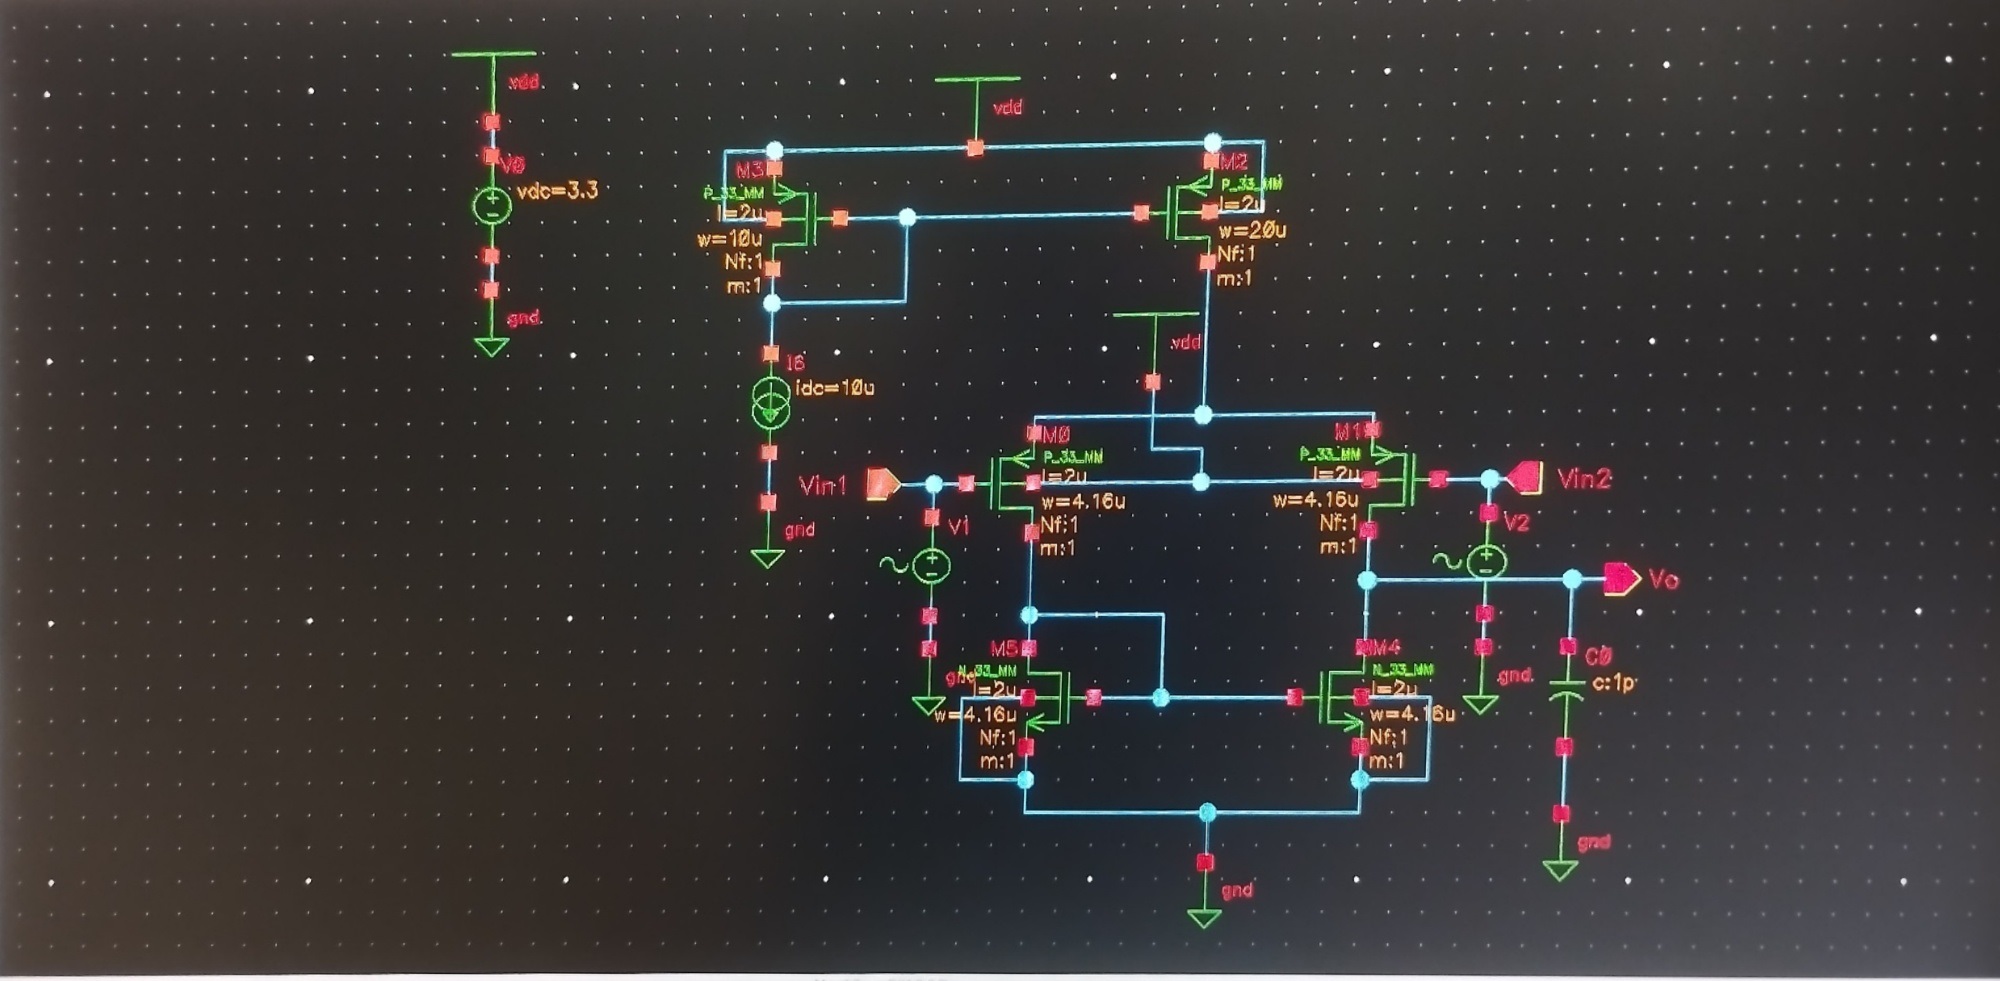 vdd
V0
vdc=3.3
gnd
vdd
M3
P_33_MM
l=2u
w=10u
Nf:1
m:1
M2
P_33_MM
l=2u
w=20u
Nf:1
m:1
I6
idc=10u
gnd
vdd
M0
P_33_MM
l=2u
w=4.16u
Nf:1
m:1
M1
P_33_MM
l=2u
w=4.16u
Nf:1
m:1
Vin1
V1
gnd
Vin2
V2
gnd
Vo
C0
c:1p
gnd
M5
N_33_MM
l=2u
w=4.16u
Nf:1
m:1
M4
N_33_MM
l=2u
w=4.16u
Nf:1
m:1
gnd